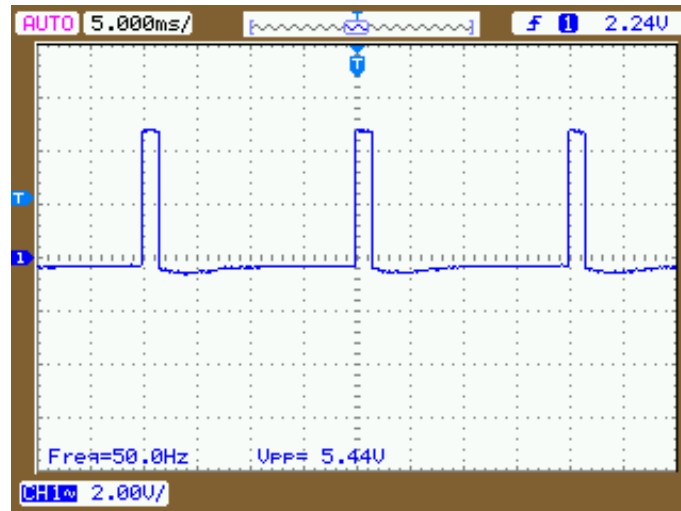 AUTO 5.000ms/ T ƒ 1 2.24V
T
T
1
Freq=50.0Hz VPP= 5.44V
CH1~ 2.00V/